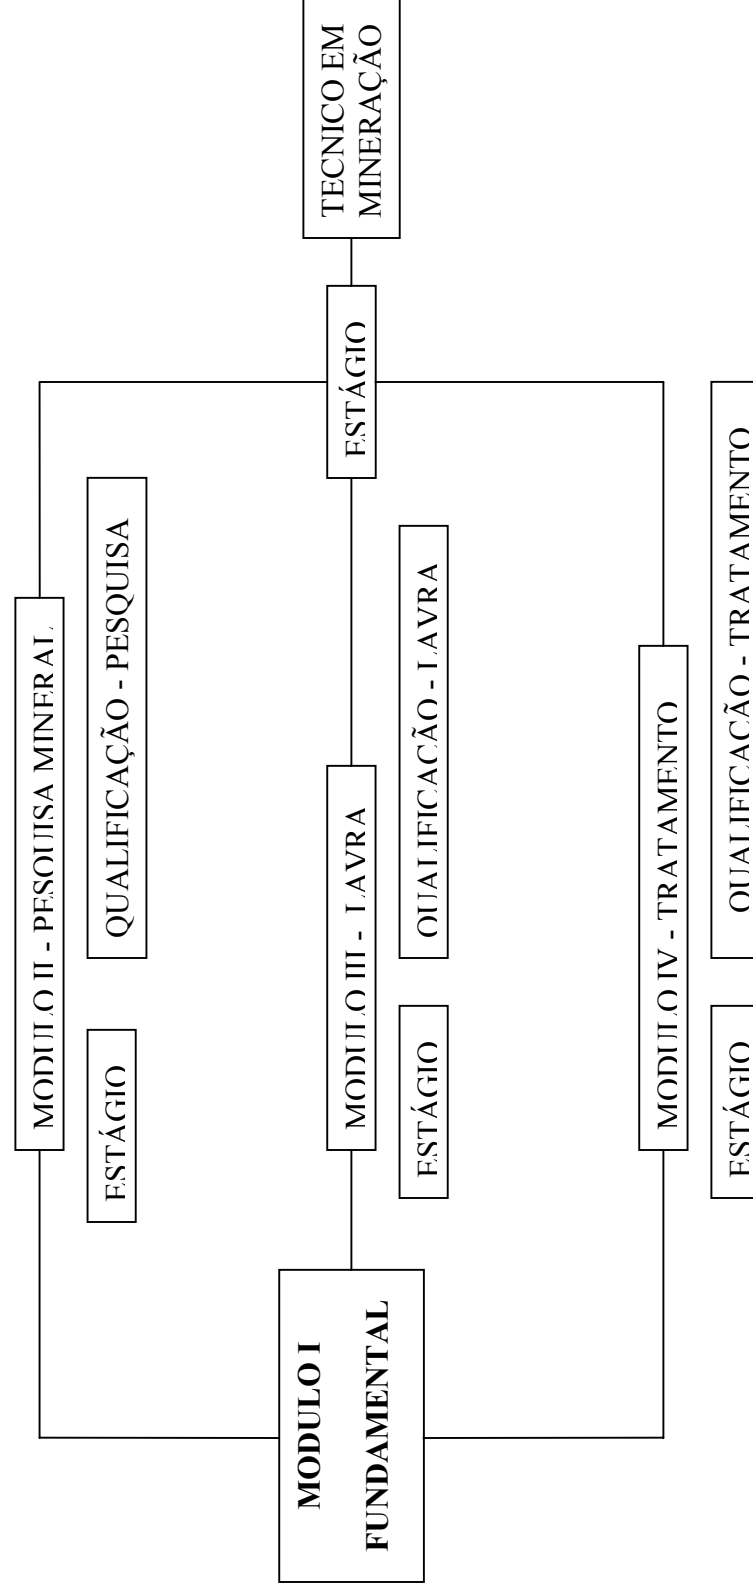 MODULO I
FUNDAMENTAL
MODULO II - PESQUISA MINERAL
ESTÁGIO
QUALIFICAÇÃO - PESQUISA
MODULO III - LAVRA
ESTÁGIO
QUALIFICAÇÃO - LAVRA
MODULO IV - TRATAMENTO
ESTÁGIO
QUALIFICAÇÃO - TRATAMENTO
ESTÁGIO
TECNICO EM
MINERAÇÃO